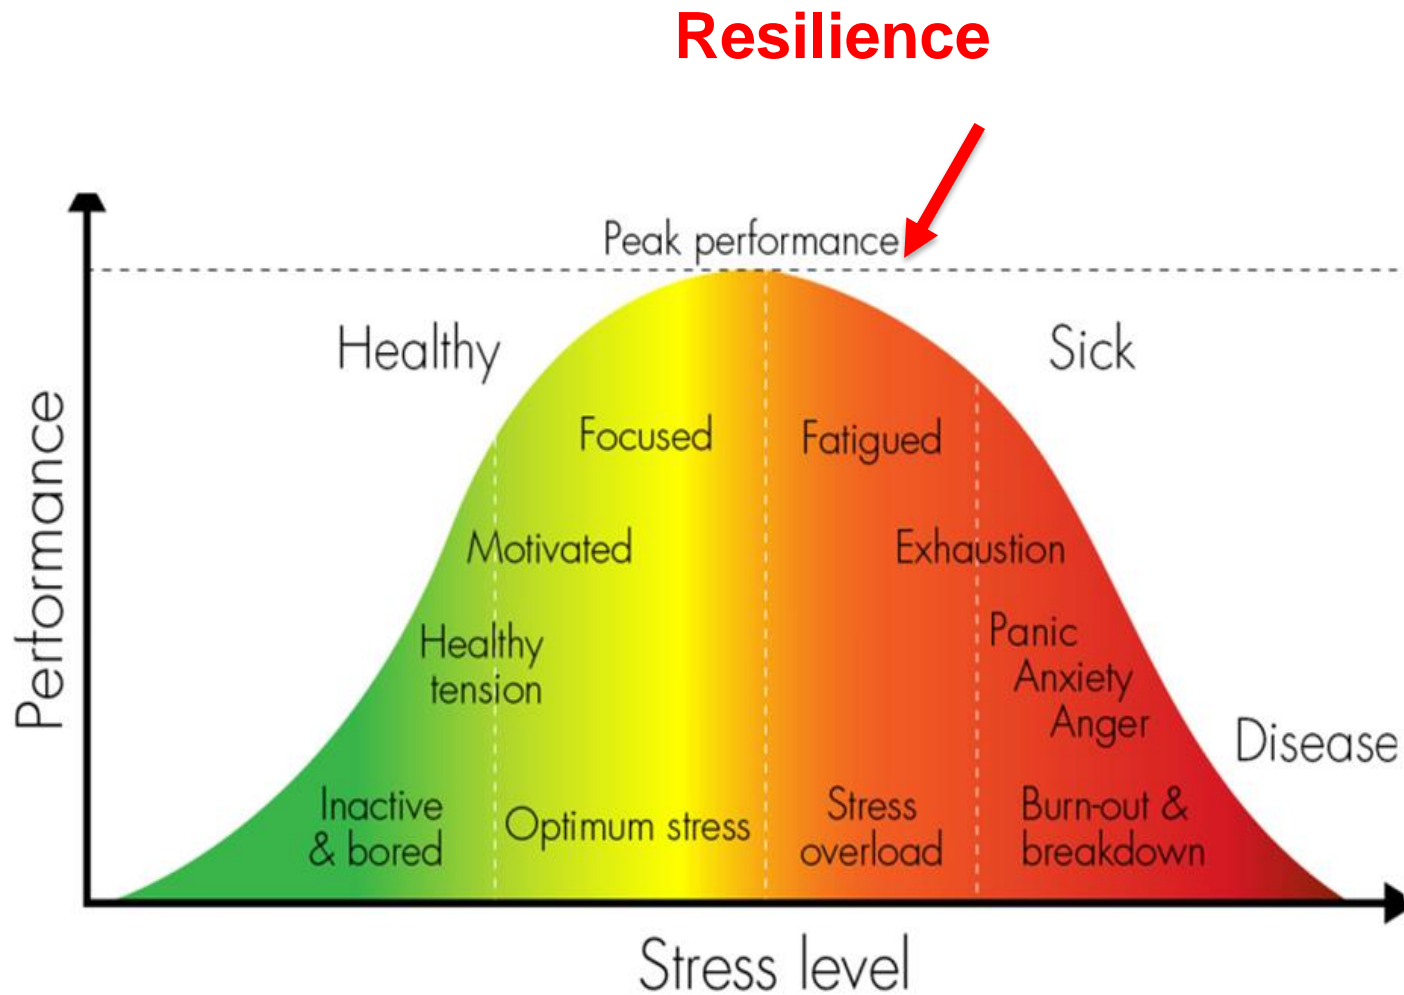 Resilience
Peak performance
Healthy
Sick
Performance
Focused
Fatigued
Motivated
Exhaustion
Healthy
tension
Panic
Anxiety
Anger
Disease
Inactive
& bored
Optimum stress
Stress
overload
Burn-out &
breakdown
Stress level